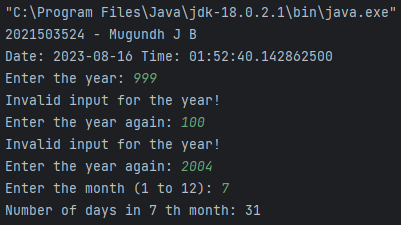 "C:\Program Files\Java\jdk-18.0.2.1\bin\java.exe"
2021503524 - Mugundh J B
Date: 2023-08-16 Time: 01:52:40.142862500
Enter the year: 999
Invalid input for the year!
Enter the year again: 100
Invalid input for the year!
Enter the year again: 2004
Enter the month (1 to 12): 7
Number of days in 7 th month: 31